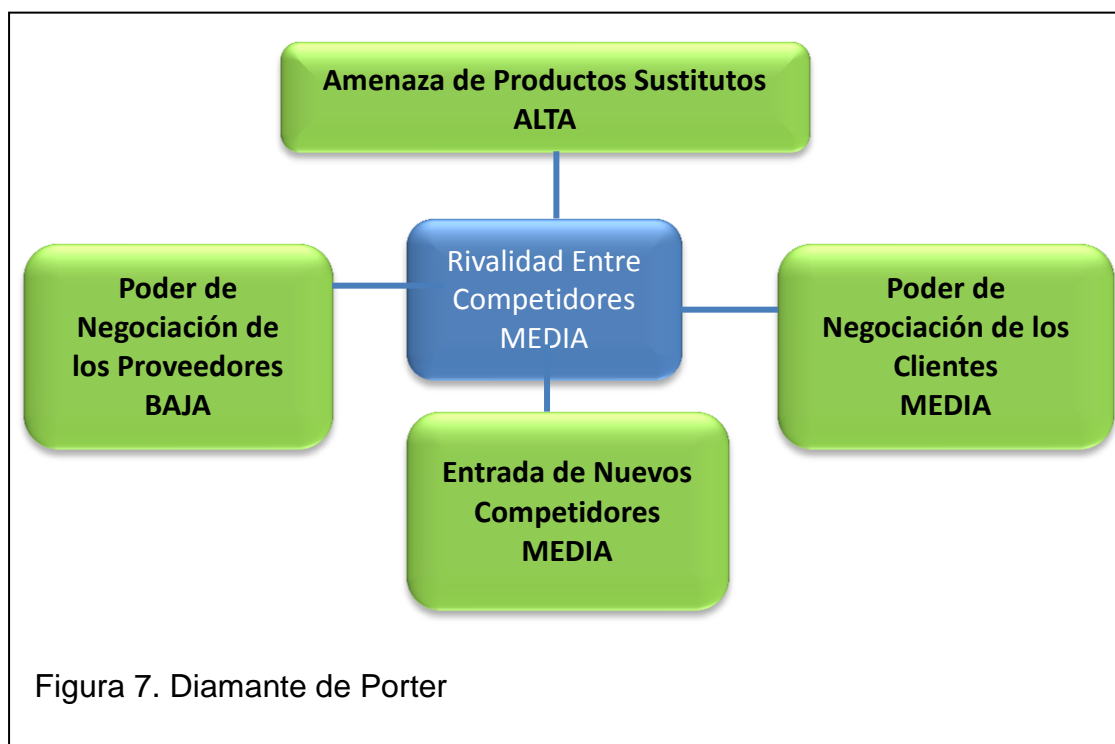 Amenaza de Productos Sustitutos
ALTA
Rivalidad Entre
Competidores
MEDIA
Poder de
Negociación de
los Proveedores
BAJA
Poder de
Negociación de los
Clientes
MEDIA
Entrada de Nuevos
Competidores
MEDIA
Figura 7. Diamante de Porter